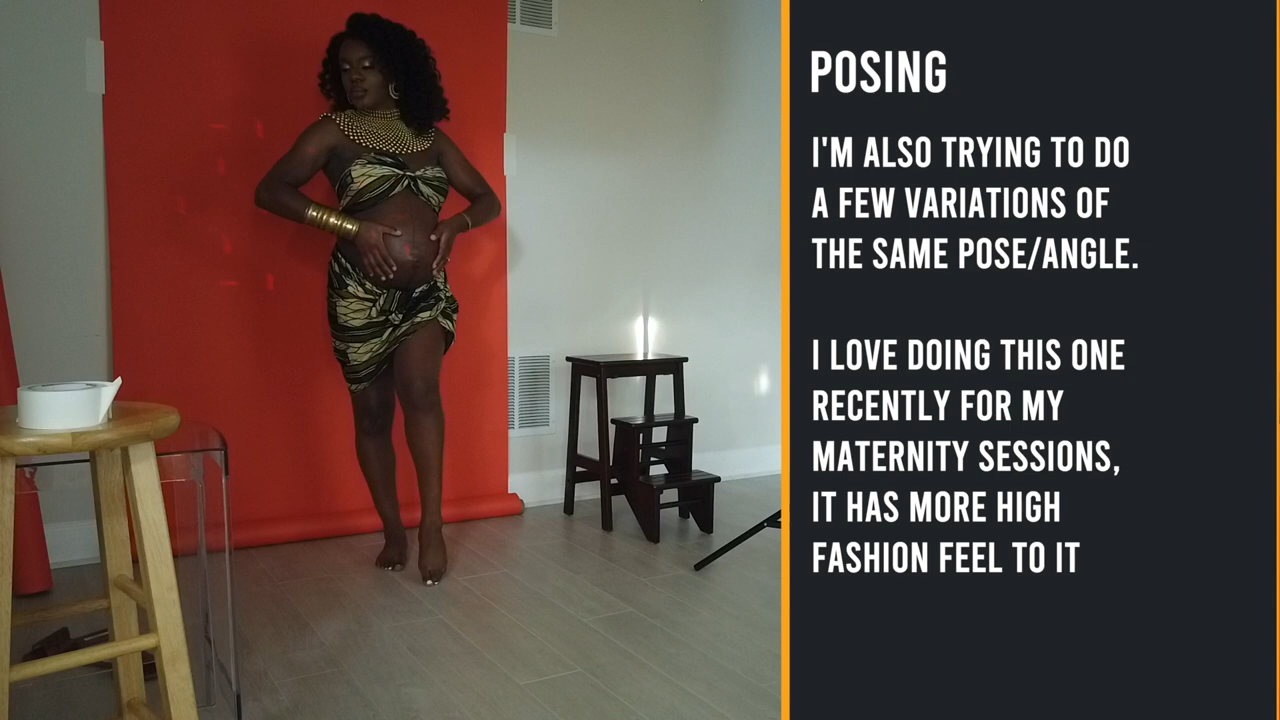 POSING
I'M ALSO TRYING TO DO
A FEW VARIATIONS OF
THE SAME POSE/ANGLE.
I LOVE DOING THIS ONE
RECENTLY FOR MY
MATERNITY SESSIONS,
IT HAS MORE HIGH
FASHION FEEL TO IT